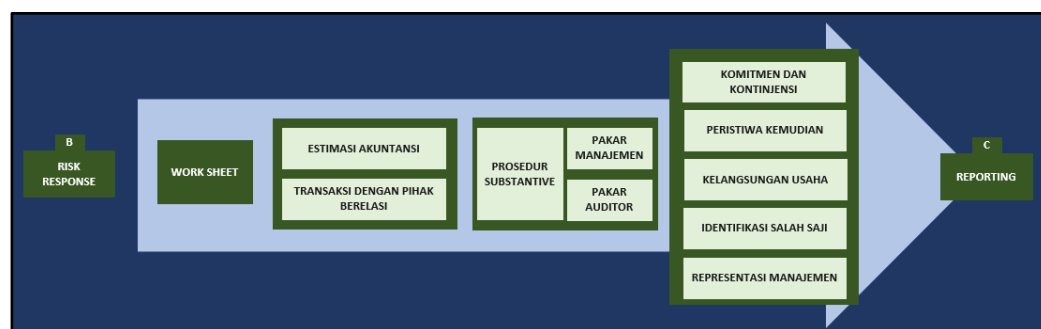 B
RISK
RESPONSE
WORK SHEET
ESTIMASI AKUNTANSI
TRANSAKSI DENGAN PIHAK
BERELASI
PROSEDUR
SUBSTANTIVE
PAKAR
MANAJEMEN
PAKAR
AUDITOR
KOMITMEN DAN
KONTINJENSI
PERISTIWA KEMUDIAN
KELANGSUNGAN USAHA
IDENTIFIKASI SALAH SAJI
REPRESENTASI MANAJEMEN
C
REPORTING